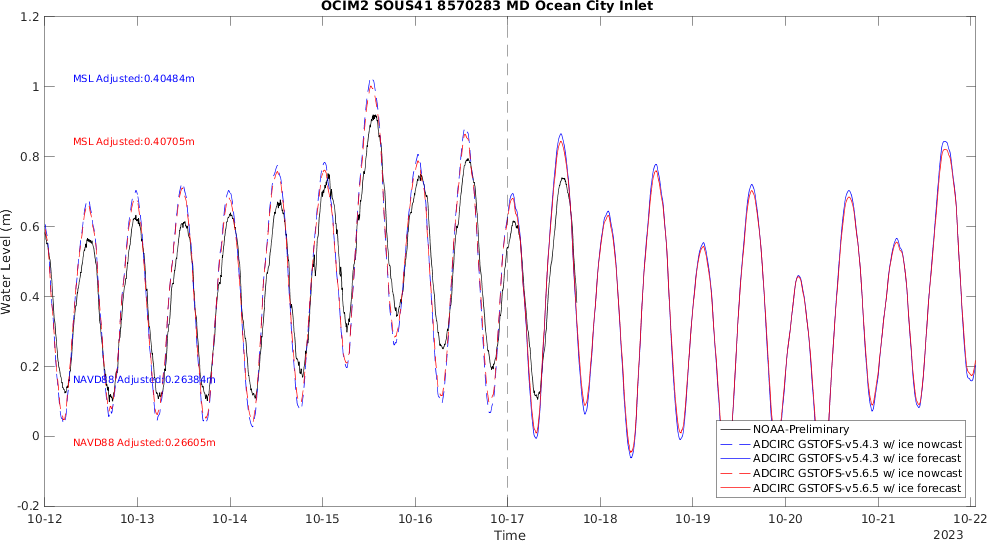 OCIM2 SOUS41 8570283 MD Ocean City Inlet
1.2
1
0.8
0.6
0.4
0.2
0
-0.2
Water Level (m)
MSL Adjusted:0.40484m
MSL Adjusted:0.40705m
NAVD88 Adjusted:0.26384m
NAVD88 Adjusted:0.26605m
NOAA-Preliminary
ADCIRC GSTOFS-v5.4.3 w/ ice nowcast
ADCIRC GSTOFS-v5.4.3 w/ ice forecast
ADCIRC GSTOFS-v5.6.5 w/ ice nowcast
ADCIRC GSTOFS-v5.6.5 w/ ice forecast
10-12 10-13 10-14 10-15 10-16 10-17 10-18 10-19 10-20 10-21 10-22
Time
2023